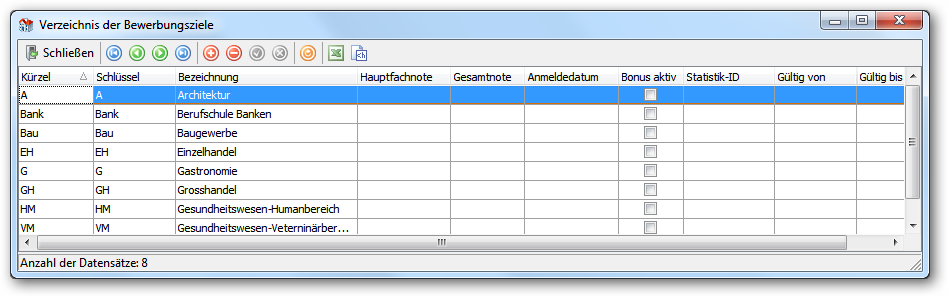 Verzeichnis der Bewerbungsziele
Schließen
Kürzel Schlüssel Bezeichnung Hauptfachnote Gesamtnote Anmeldedatum Bonus aktiv Statistik-ID Gültig von Gültig bis
A A Architektur
Bank Bank Berufschule Banken
Bau Bau Baugewerbe
EH EH Einzelhandel
G G Gastronomie
GH GH Grosshandel
HM HM Gesundheitswesen-Humanbereich
VM VM Gesundheitswesen-Veterninärber...
Anzahl der Datensätze: 8